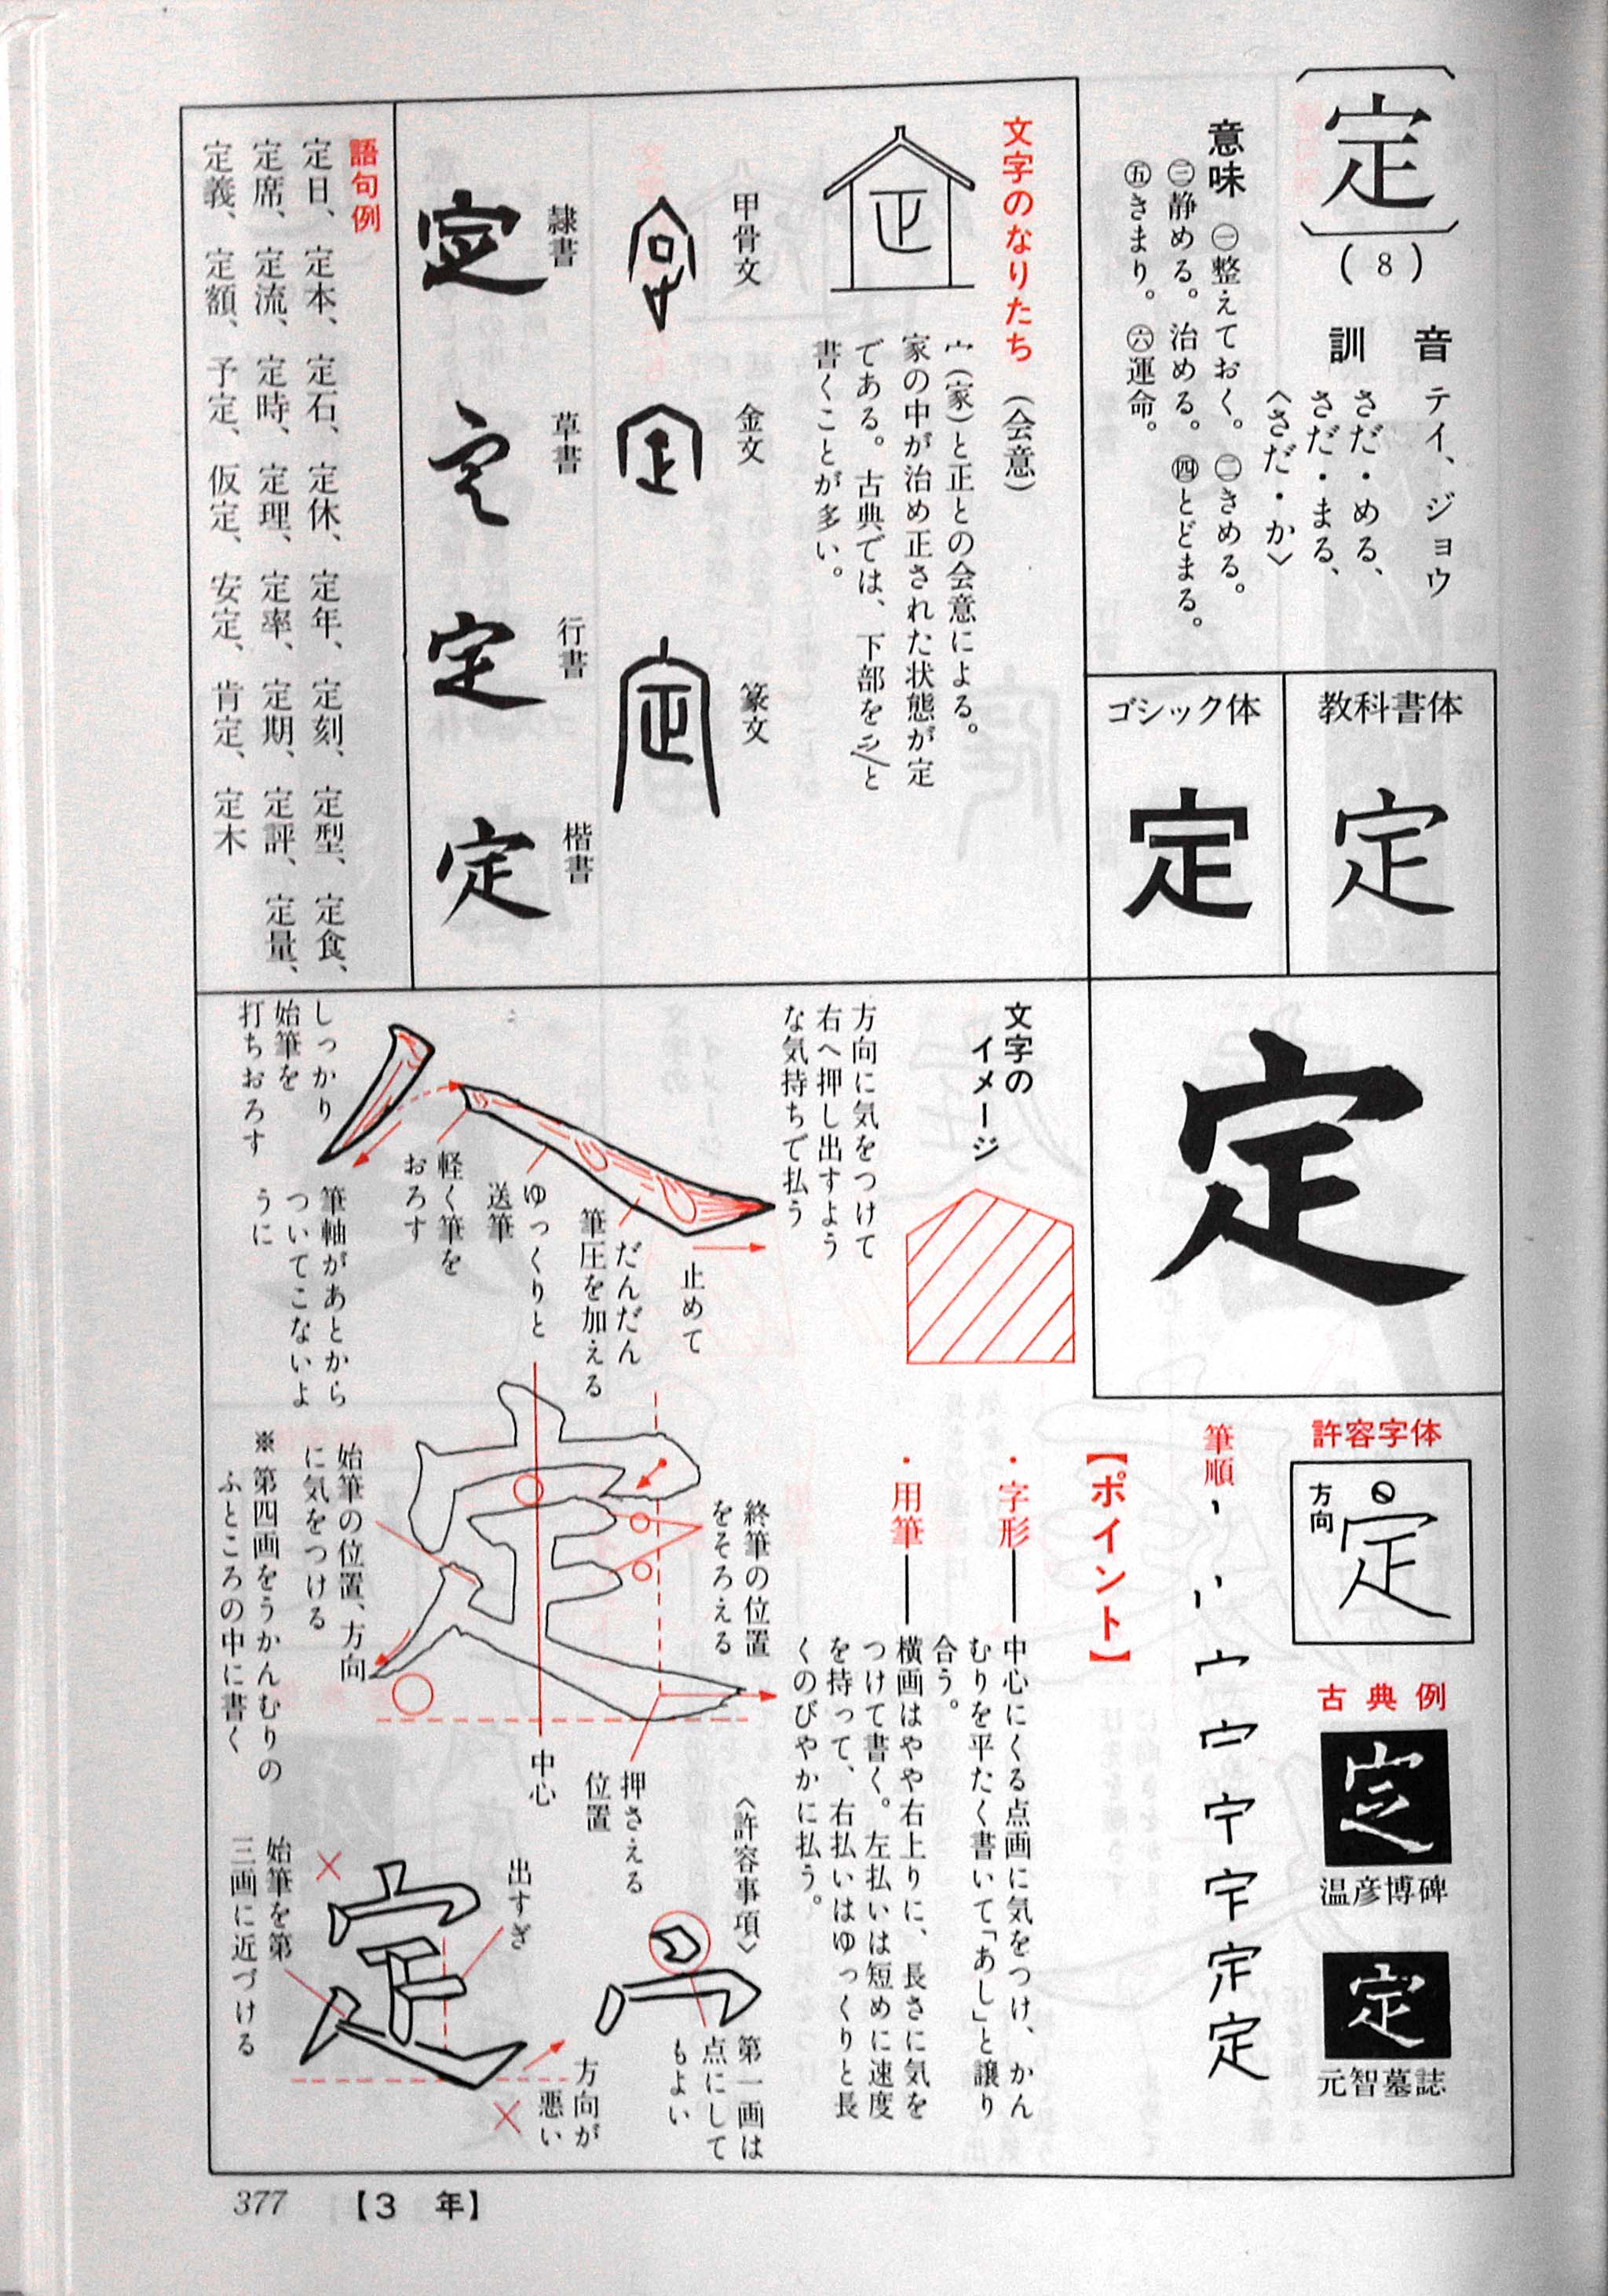 定
(8)
音 テイ、ジョウ
訓 さだ・める、
さだ・まる、
〈さだ・か〉
意味 ㊀整えておく。 ㊁きめる。
㊂静める。治める。 ㊃とどまる。
㊄きまり。 ㊅運命。
教科書体
定
ゴシック体
定
文字のなりたち (会意)
宀(家)と正との会意による。
家の中が治め正された状態が定
である。古典では、下部を
と
書くことが多い。
正
甲骨文
金文
篆文
隷書
定
草書
定
行書
定
楷書
定
語句例
定日、定本、定石、定休、定年、定刻、定型、定食、
定席、定流、定時、定理、定率、定期、定評、定量、
定義、定額、予定、仮定、安定、肯定、定木
定
文字の
イメージ
方向に気をつけて
右へ押し出すよう
な気持ちで払う
止めて
だんだん
筆圧を加える
ゆっくりと
送筆
軽く筆を
おろす
しっかり
始筆を
打ちおろす
筆軸があとから
ついてこないよ
うに
許容字体
定
方向
古典例
定
温彦博碑
定
元智墓誌
筆順
定
【ポイント】
・字形――中心にくる点画に気をつけ、かん
むりを平たく書いて「あし」と譲り
合う。
・用筆――横画はやや右上りに、長さに気を
つけて書く。左払いは短めに速度
を持って、右払いはゆっくりと長
くのびやかに払う。
終筆の位置
をそろえる
中心
押さえる
位置
始筆の位置、方向
に気をつける
※第四画をうかんむりの
ふところの中に書く
〈許容事項〉
第一画は
点にして
もよい
出すぎ
始筆を第
三画に近づける
方向が
悪い
377 【3 年】